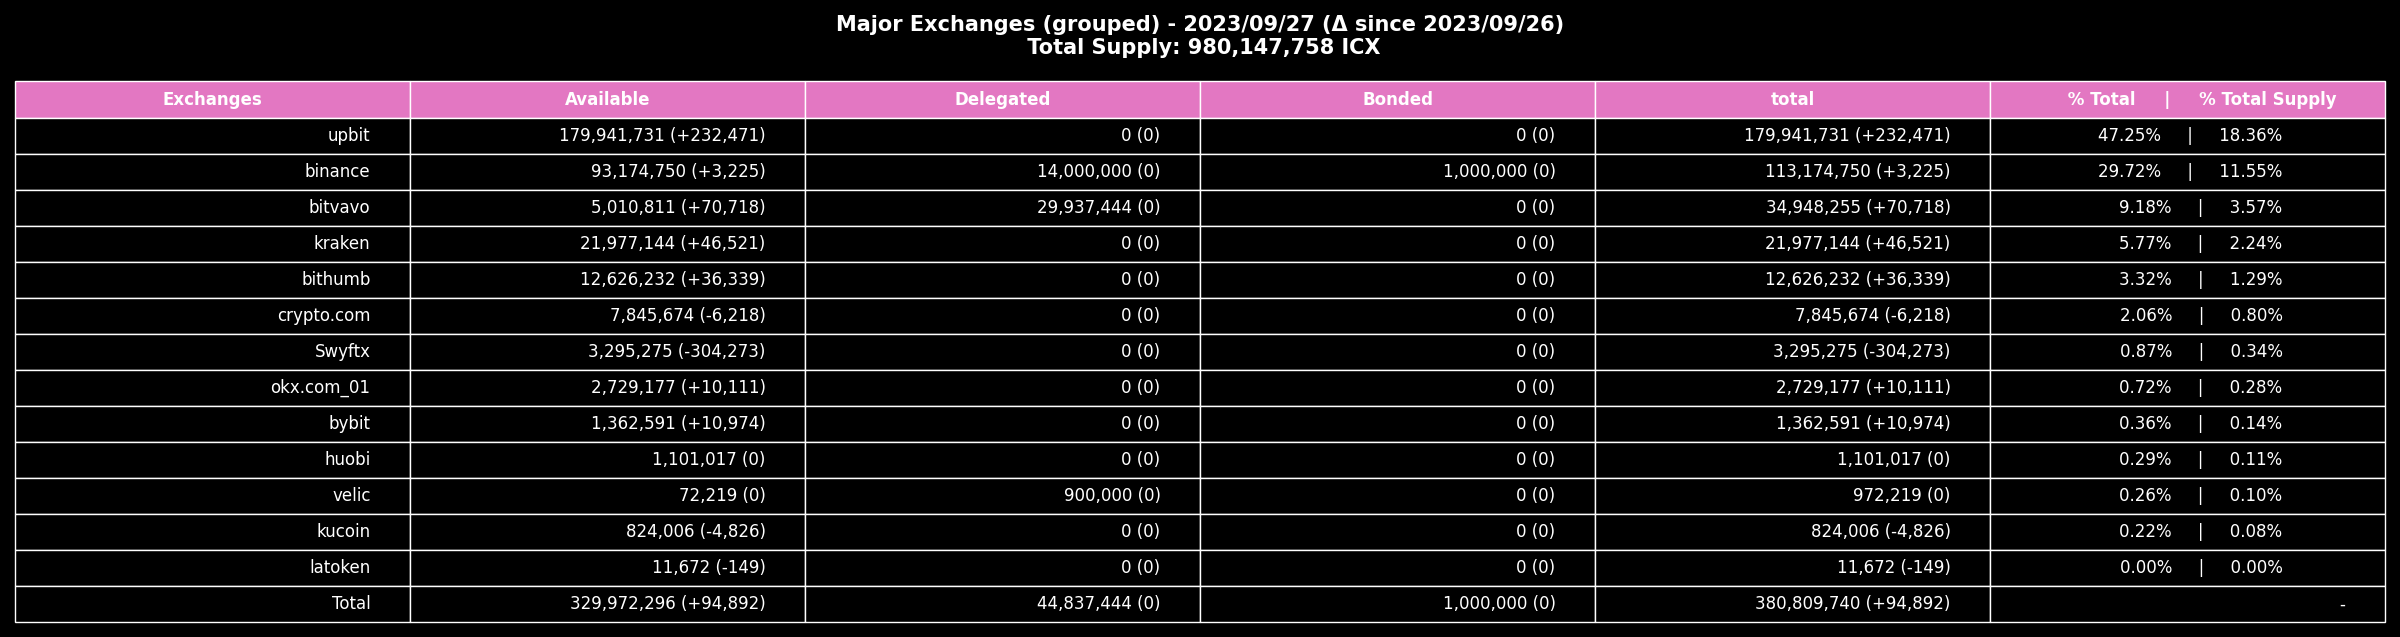 Major Exchanges (grouped) - 2023/09/27 (Δ since 2023/09/26)
Total Supply: 980,147,758 ICX
Exchanges Available Delegated Bonded total % Total | % Total Supply
upbit 179,941,731 (+232,471) 0 (0) 0 (0) 179,941,731 (+232,471) 47.25% | 18.36%
binance 93,174,750 (+3,225) 14,000,000 (0) 1,000,000 (0) 113,174,750 (+3,225) 29.72% | 11.55%
bitvavo 5,010,811 (+70,718) 29,937,444 (0) 0 (0) 34,948,255 (+70,718) 9.18% | 3.57%
kraken 21,977,144 (+46,521) 0 (0) 0 (0) 21,977,144 (+46,521) 5.77% | 2.24%
bithumb 12,626,232 (+36,339) 0 (0) 0 (0) 12,626,232 (+36,339) 3.32% | 1.29%
crypto.com 7,845,674 (-6,218) 0 (0) 0 (0) 7,845,674 (-6,218) 2.06% | 0.80%
Swyftx 3,295,275 (-304,273) 0 (0) 0 (0) 3,295,275 (-304,273) 0.87% | 0.34%
okx.com_01 2,729,177 (+10,111) 0 (0) 0 (0) 2,729,177 (+10,111) 0.72% | 0.28%
bybit 1,362,591 (+10,974) 0 (0) 0 (0) 1,362,591 (+10,974) 0.36% | 0.14%
huobi 1,101,017 (0) 0 (0) 0 (0) 1,101,017 (0) 0.29% | 0.11%
velic 72,219 (0) 900,000 (0) 0 (0) 972,219 (0) 0.26% | 0.10%
kucoin 824,006 (-4,826) 0 (0) 0 (0) 824,006 (-4,826) 0.22% | 0.08%
latoken 11,672 (-149) 0 (0) 0 (0) 11,672 (-149) 0.00% | 0.00%
Total 329,972,296 (+94,892) 44,837,444 (0) 1,000,000 (0) 380,809,740 (+94,892) -